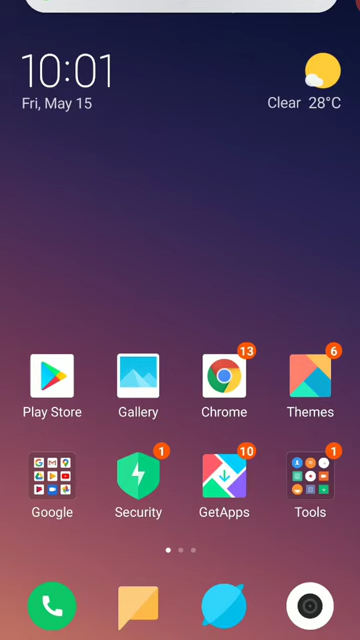 10:01
Fri, May 15
Clear 28°C
13
6
Play Store
Gallery
Chrome
Themes
1
10
1
Google
Security
GetApps
Tools